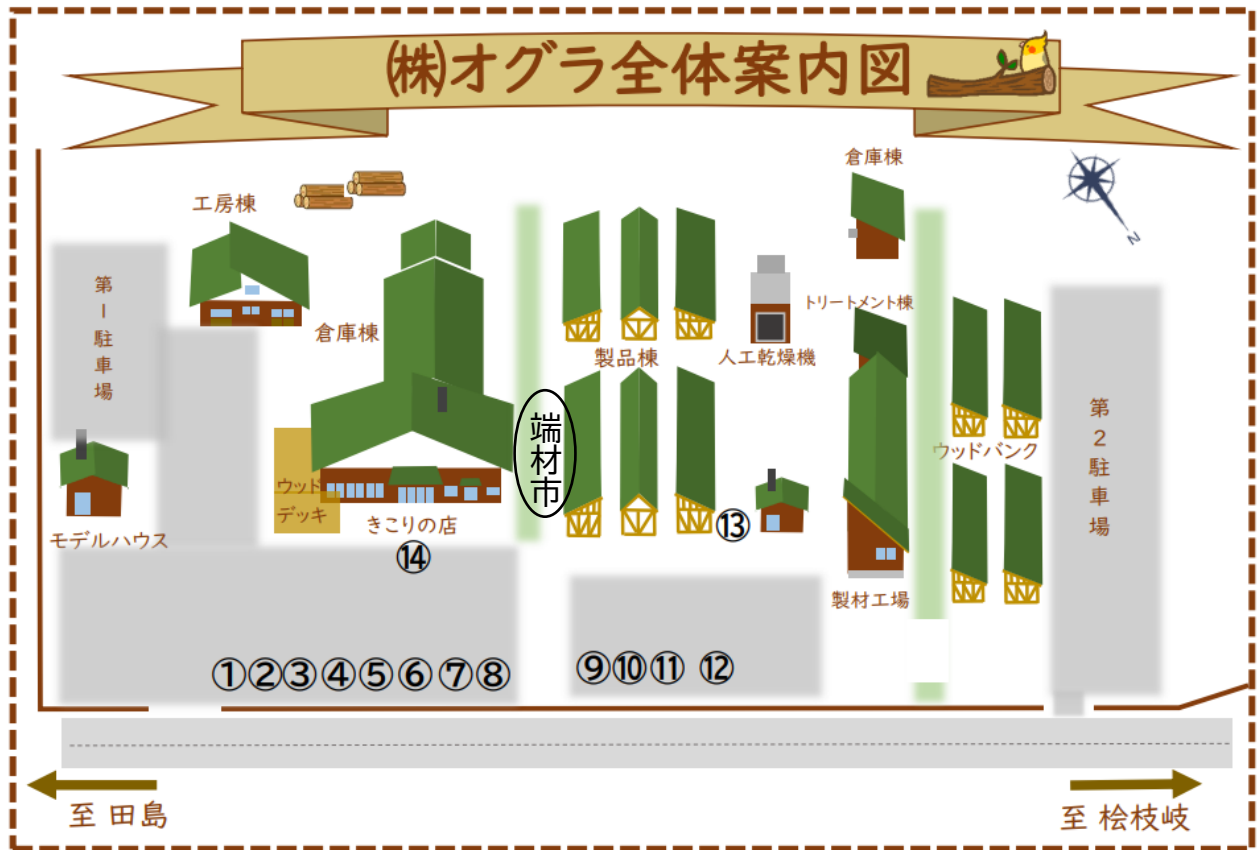 ㈱オグラ全体案内図
倉庫棟
工房棟
N
第1駐車場
トリートメント棟
倉庫棟
製品棟
人工乾燥機
端材市
第2駐車場
ウッドバンク
ウッド
デッキ
きこりの店
モデルハウス
⑬
⑭
製材工場
①②③④⑤⑥⑦⑧ ⑨⑩⑪ ⑫
至 田島
至 桧枝岐